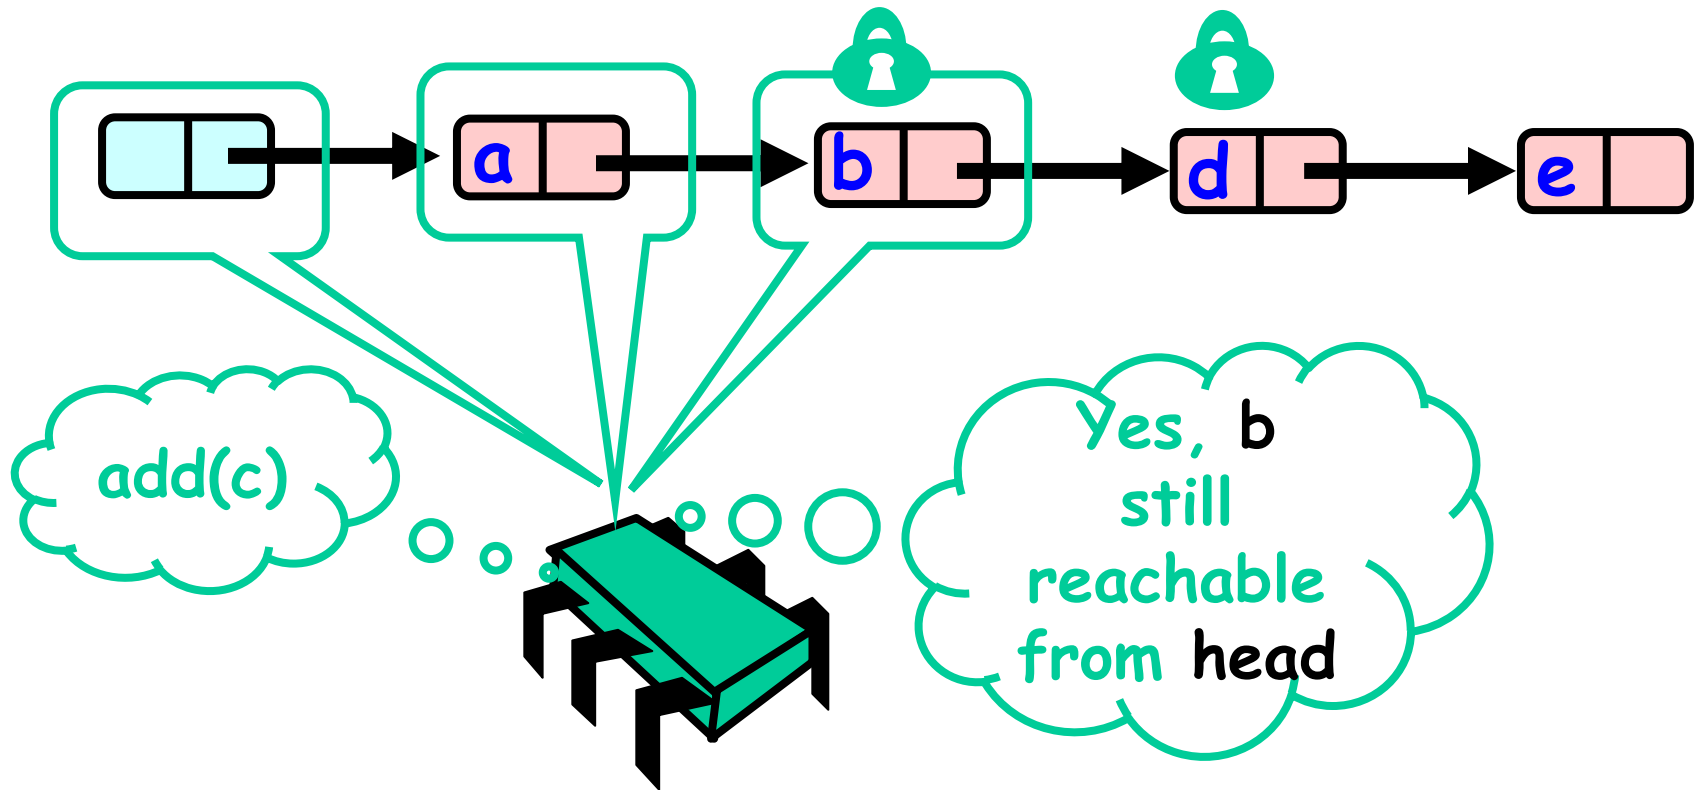 a
b
d
e
add(c)
Yes, b
still
reachable
from head